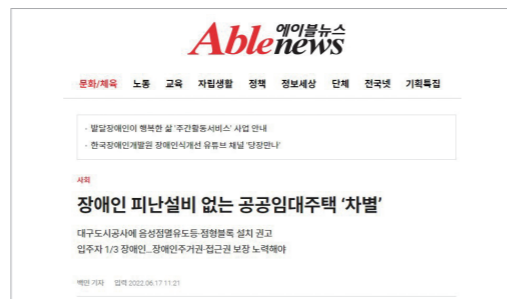 Able news 에이블뉴스
문화/체육 노동 교육 자립생활 정책 정보세상 단체 전국넷 기획특집
- 발달장애인이 행복한 삶 '주간활동서비스' 사업 안내
- 한국장애인개발원 장애인식개선 유튜브 채널 '당장만나'
사회
장애인 피난설비 없는 공공임대주택 ‘차별’
대구도시공사에 음성점멸유도등·점형블록 설치 권고
입주자 1/3 장애인…장애인주거권·접근권 보장 노력해야
백민 기자 입력 2022.06.17 11:21